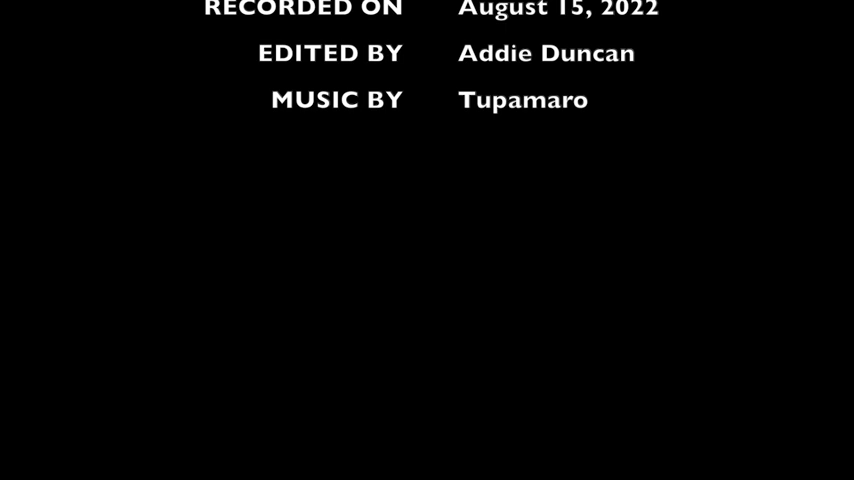 RECORDED ON August 15, 2022
EDITED BY Addie Duncan
MUSIC BY Tupamaro